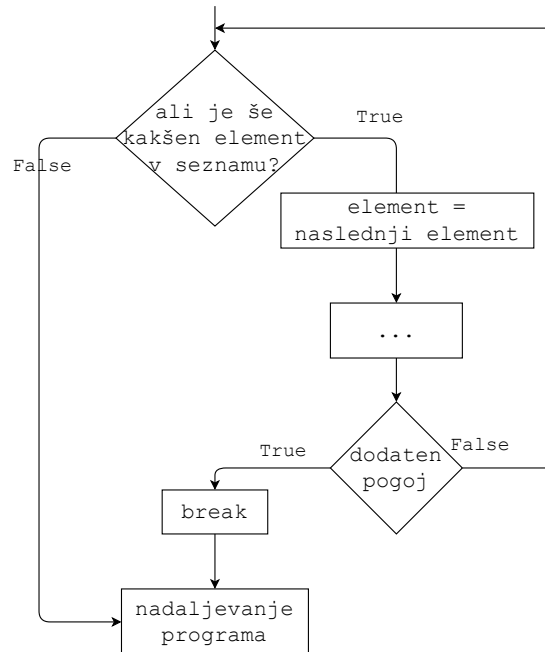 ali je še
kakšen element
v seznamu?
True
False
element =
naslednji element
...
dodaten
pogoj
True
False
break
nadaljevanje
programa